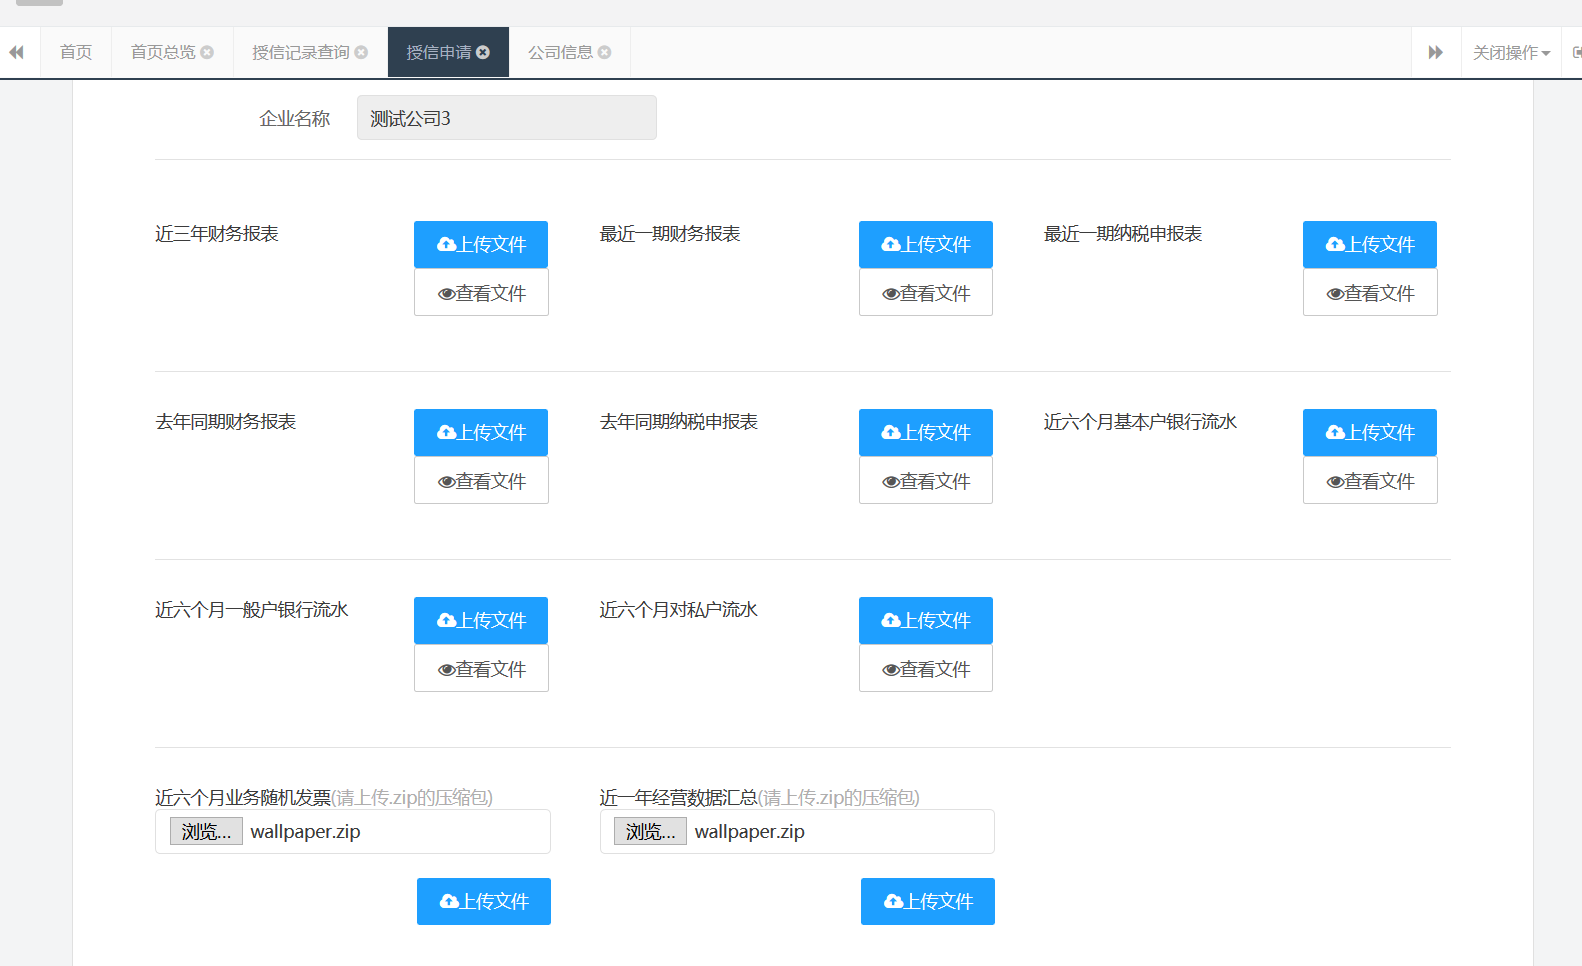 首页 首页总览 授信记录查询 授信申请 公司信息 关闭操作
企业名称 测试公司3
近三年财务报表 上传文件 最近一期财务报表 上传文件 最近一期纳税申报表 上传文件
查看文件 查看文件 查看文件
去年同期财务报表 上传文件 去年同期纳税申报表 上传文件 近六个月基本户银行流水 上传文件
查看文件 查看文件 查看文件
近六个月一般户银行流水 上传文件 近六个月对私户流水 上传文件
查看文件 查看文件
近六个月业务随机发票(请上传.zip的压缩包) 近一年经营数据汇总(请上传.zip的压缩包)
浏览... wallpaper.zip 浏览... wallpaper.zip
上传文件 上传文件